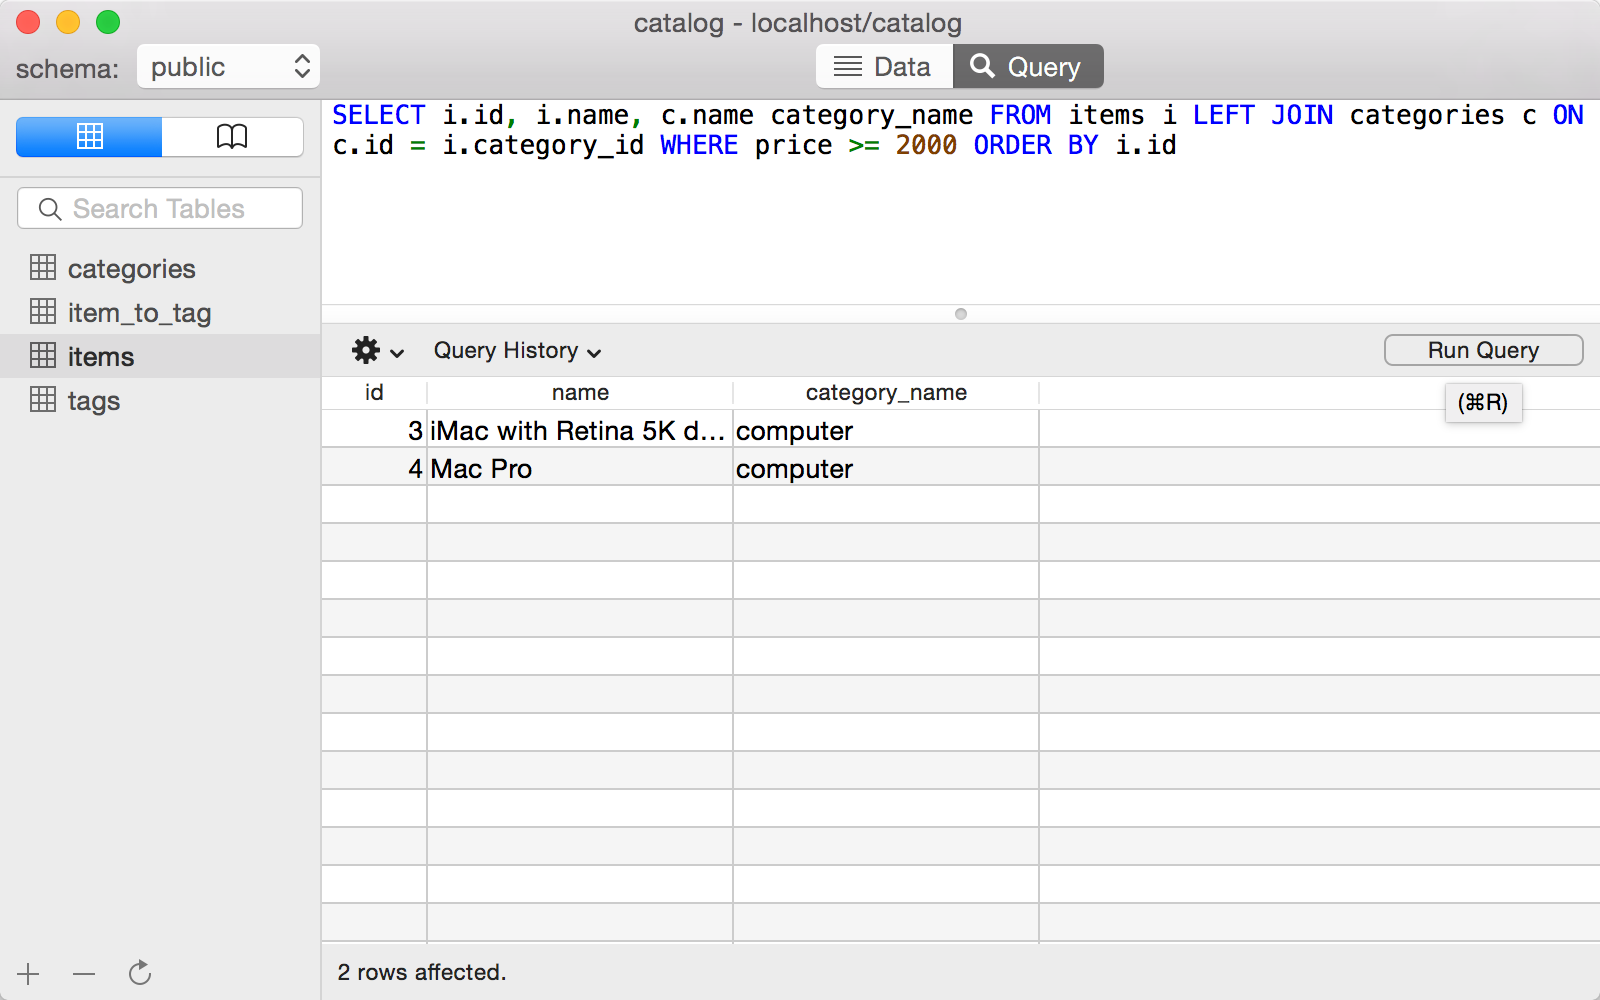 catalog - localhost/catalog
schema: public
Data Query
SELECT i.id, i.name, c.name category_name FROM items i LEFT JOIN categories c ON
c.id = i.category_id WHERE price >= 2000 ORDER BY i.id
Search Tables
categories
item_to_tag
items
tags
Query History
Run Query
(⌘R)
id name category_name
3 iMac with Retina 5K d... computer
4 Mac Pro computer
2 rows affected.